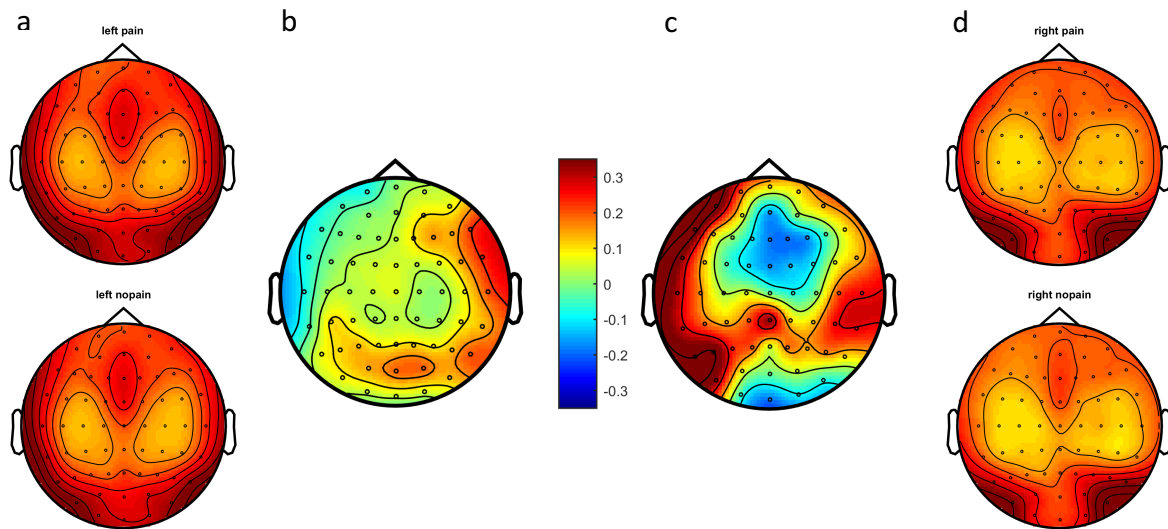 a
left pain
left nopain
b
0.3
0.2
0.1
0
-0.1
-0.2
-0.3
c
d
right pain
right nopain